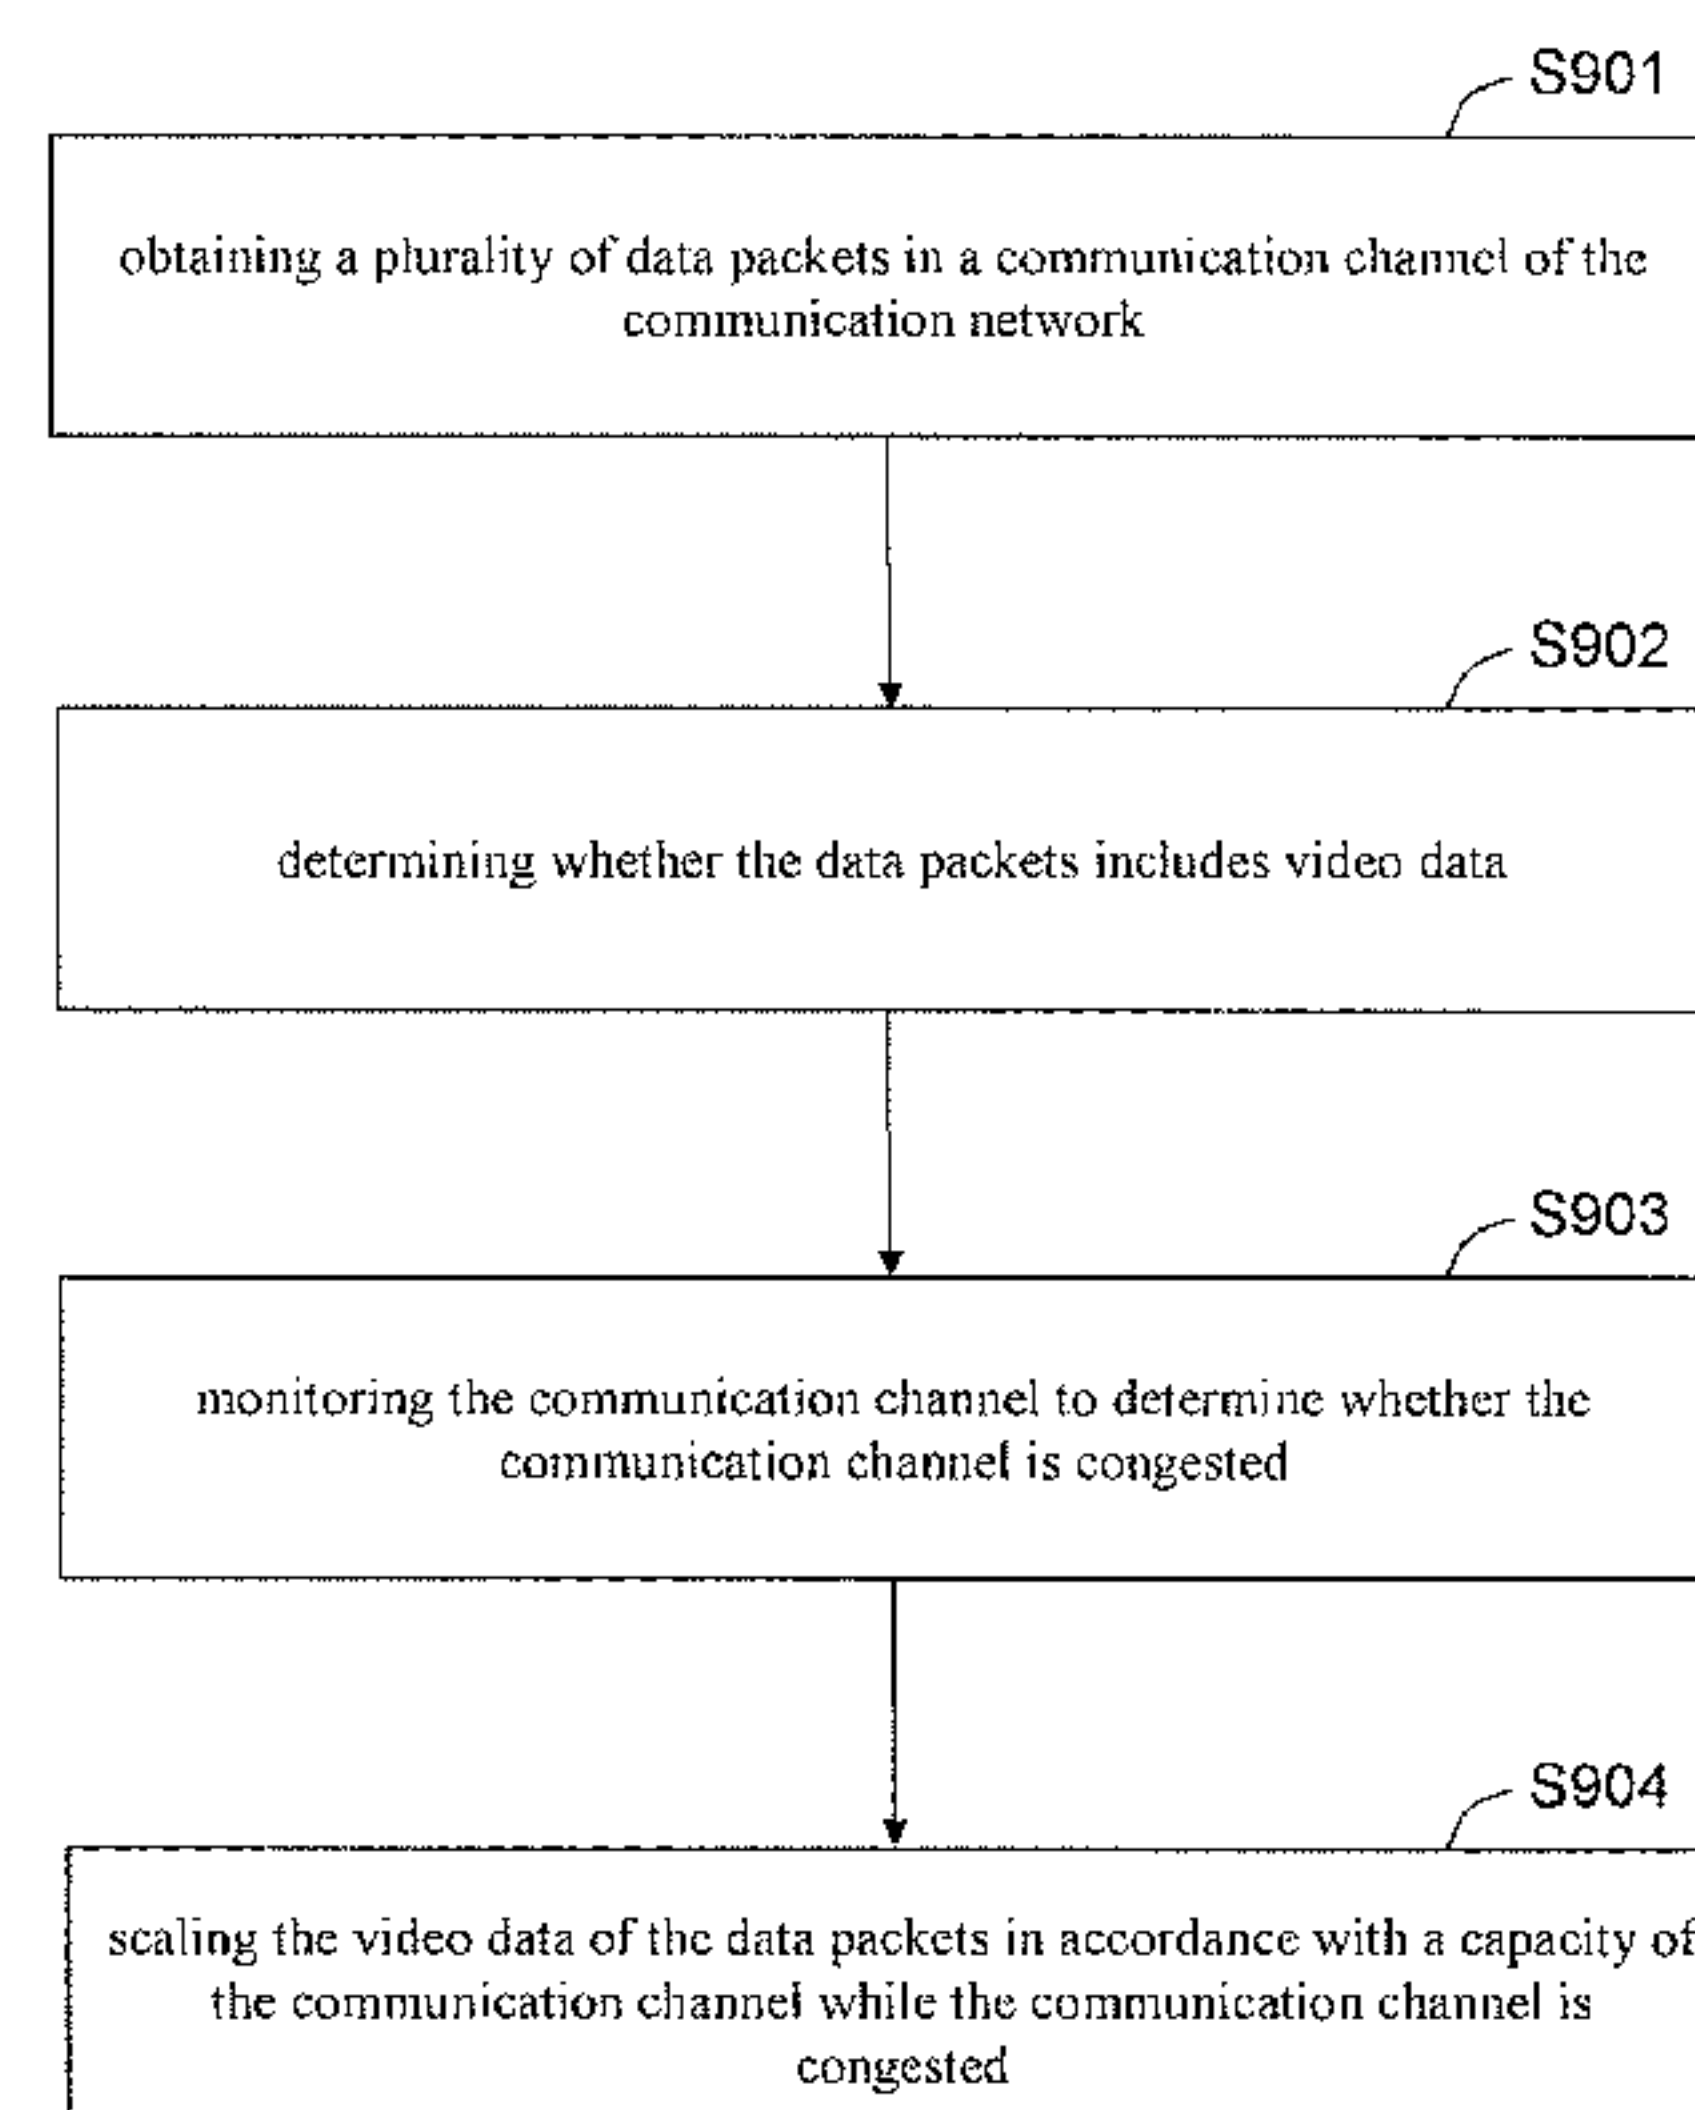 S901
obtaining a plurality of data packets in a communication channel of the
communication network
S902
determining whether the data packets includes video data
S903
monitoring the communication channel to determine whether the
communication channel is congested
S904
scaling the video data of the data packets in accordance with a capacity of
the communication channel while the communication channel is
congested